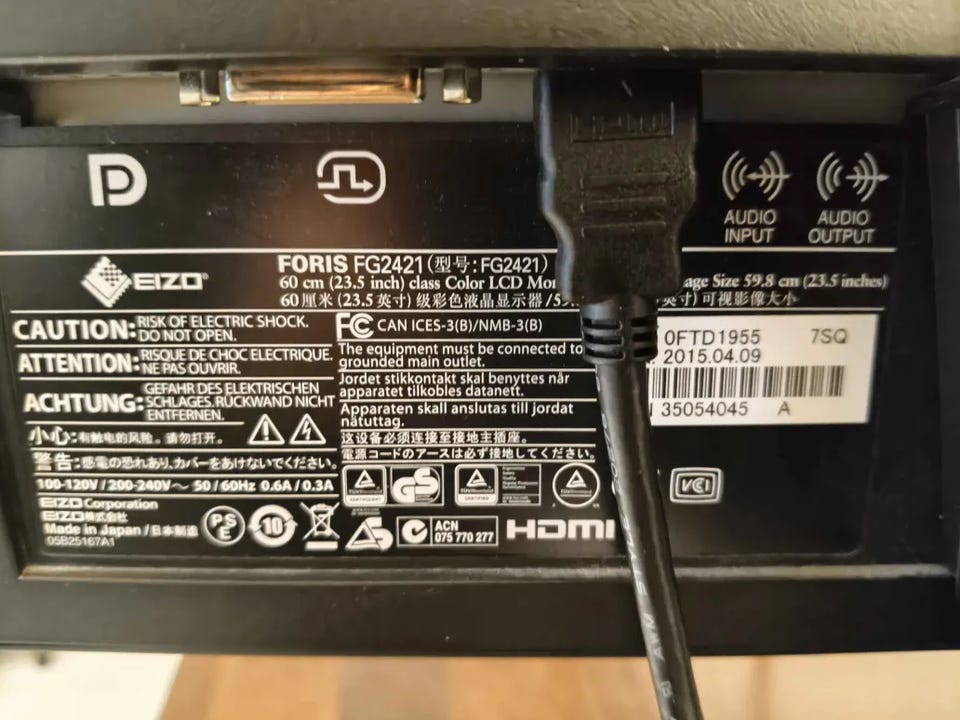 HDMI
AUDIO INPUT
AUDIO OUTPUT
EIZO
FORIS FG2421 (型号:FG2421)
60 cm (23.5 inch) class Color LCD
Size 59.8 cm (23.5 inches)
60 厘米 (23.5 英寸) 级彩色液晶显示器
可视影像大小
CAUTION: RISK OF ELECTRIC SHOCK.
DO NOT OPEN.
ATTENTION: RISQUE DE CHOC ELECTRIQUE.
NE PAS OUVRIR.
ACHTUNG: GEFAHR DES ELEKTRISCHEN
SCHLAGES. RÜCKWAND NICHT
ENTFERNEN.
小心: 有触电的风险。请勿打开。
警告: 感電の恐れあり、カバーをあけないでください。
100-120V / 200-240V～ 50 / 60Hz 0.6A / 0.3A
EIZO Corporation
EIZO株式会社
Made in Japan / 日本制造
05B25167A1
FC CAN ICES-3(B)/NMB-3(B)
The equipment must be connected to
grounded main outlet.
Jordet stikkontakt skal benyttes når
apparatet tilkobles datanett.
Apparaten skall anslutas till jordat
natuttag.
这设备必须连接至接地主插座。
電源コードのアースは必ず接地してください。
PSE
10
GS
ACN
075 770 277
HDMI
VCCI
0FTD1955 7SQ
2015.04.09
35054045 A